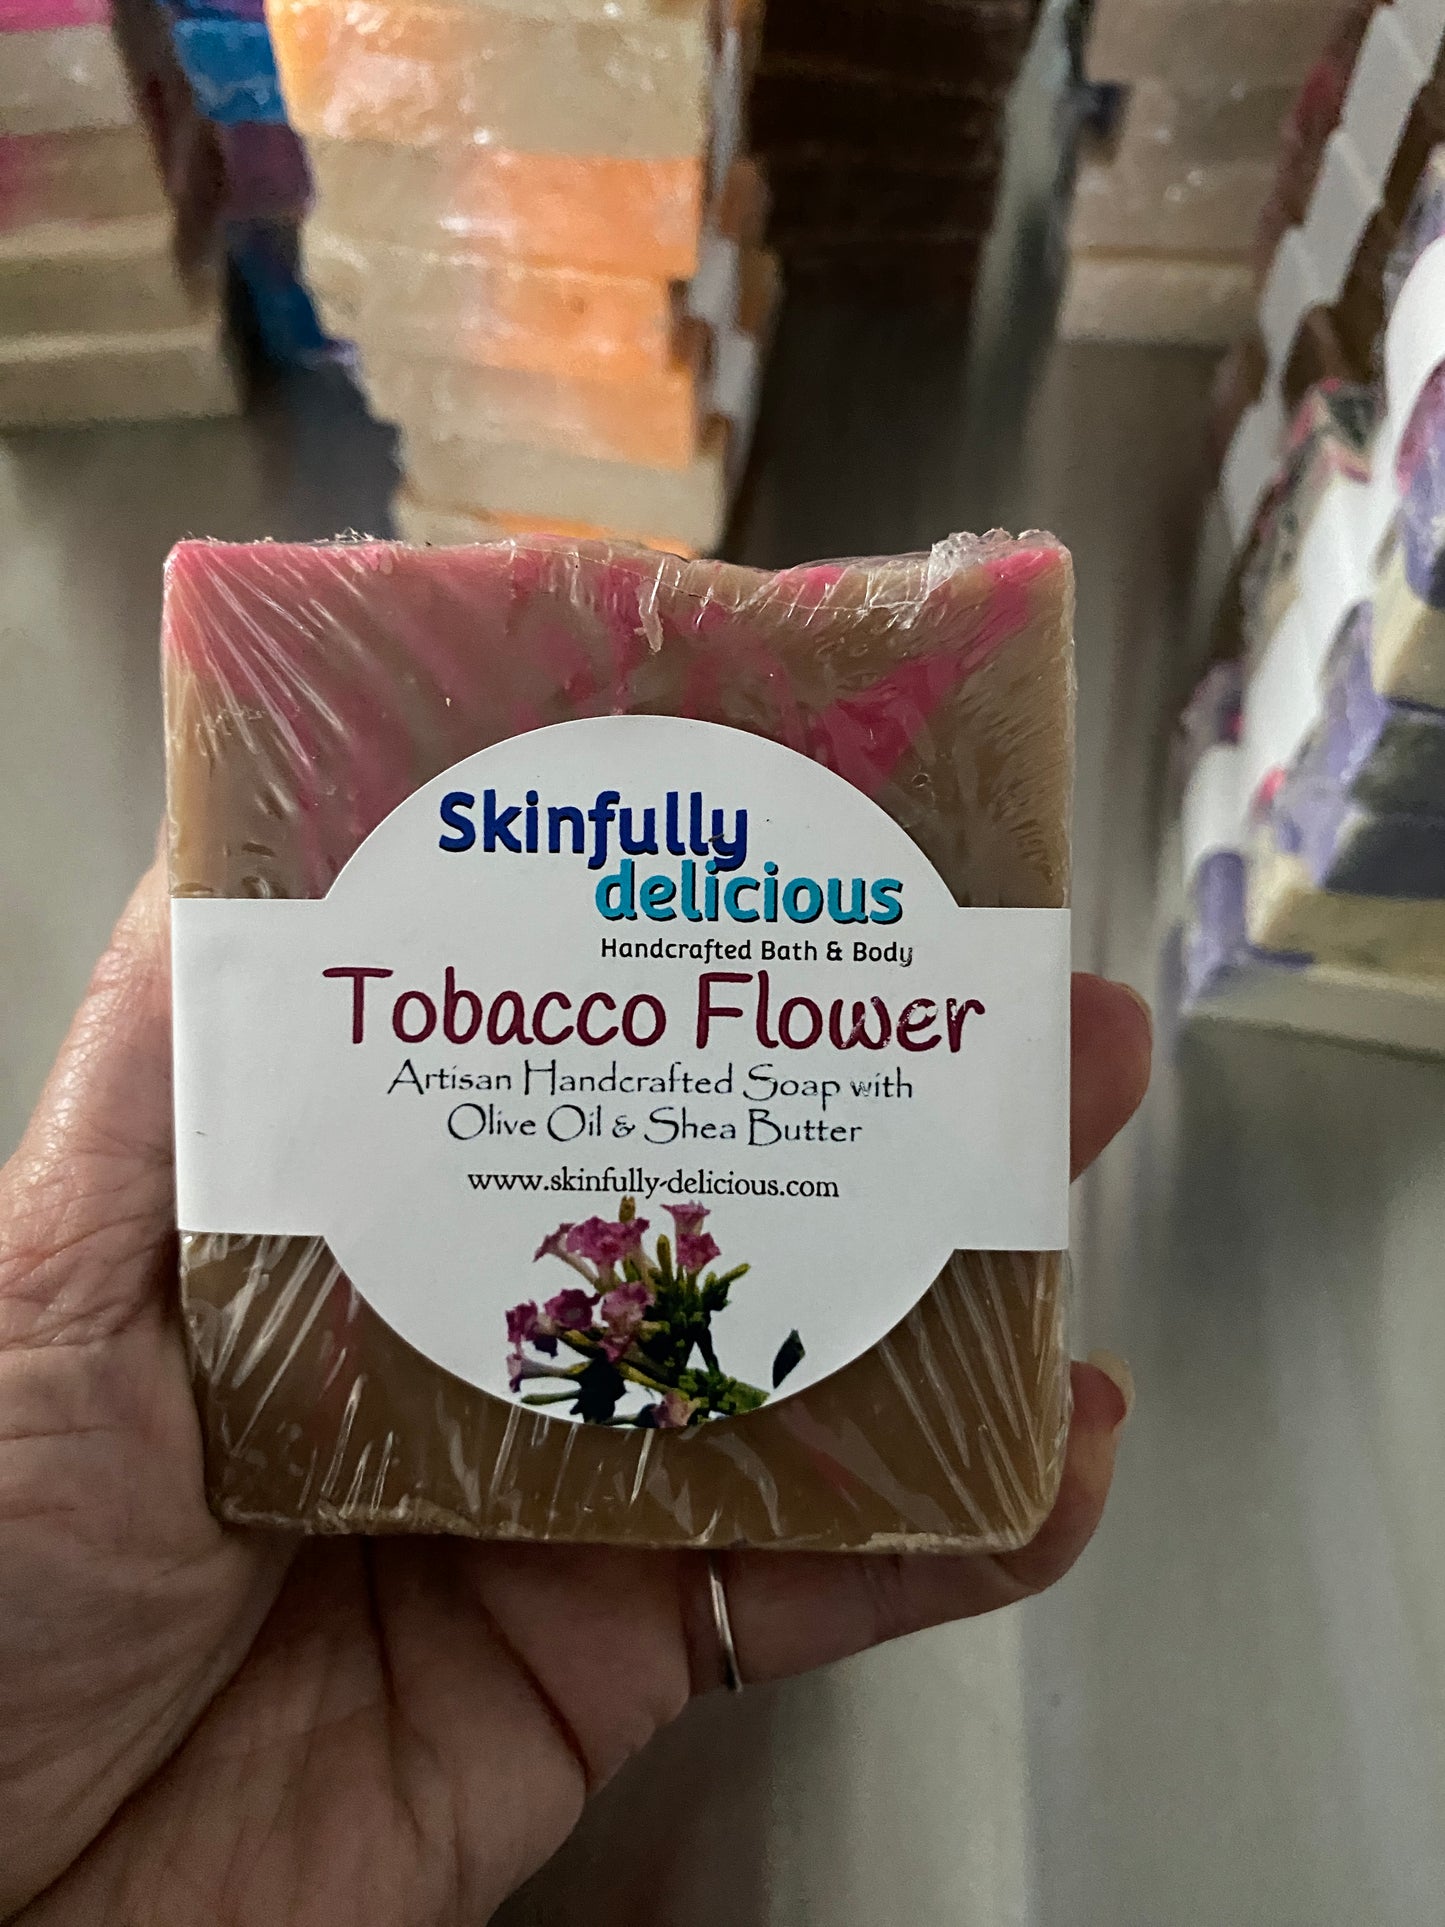 Skinfully
delicious
Handcrafted Bath & Body
Tobacco Flower
Artisan Handcrafted Soap with
Olive Oil & Shea Butter
www.skinfully-delicious.com